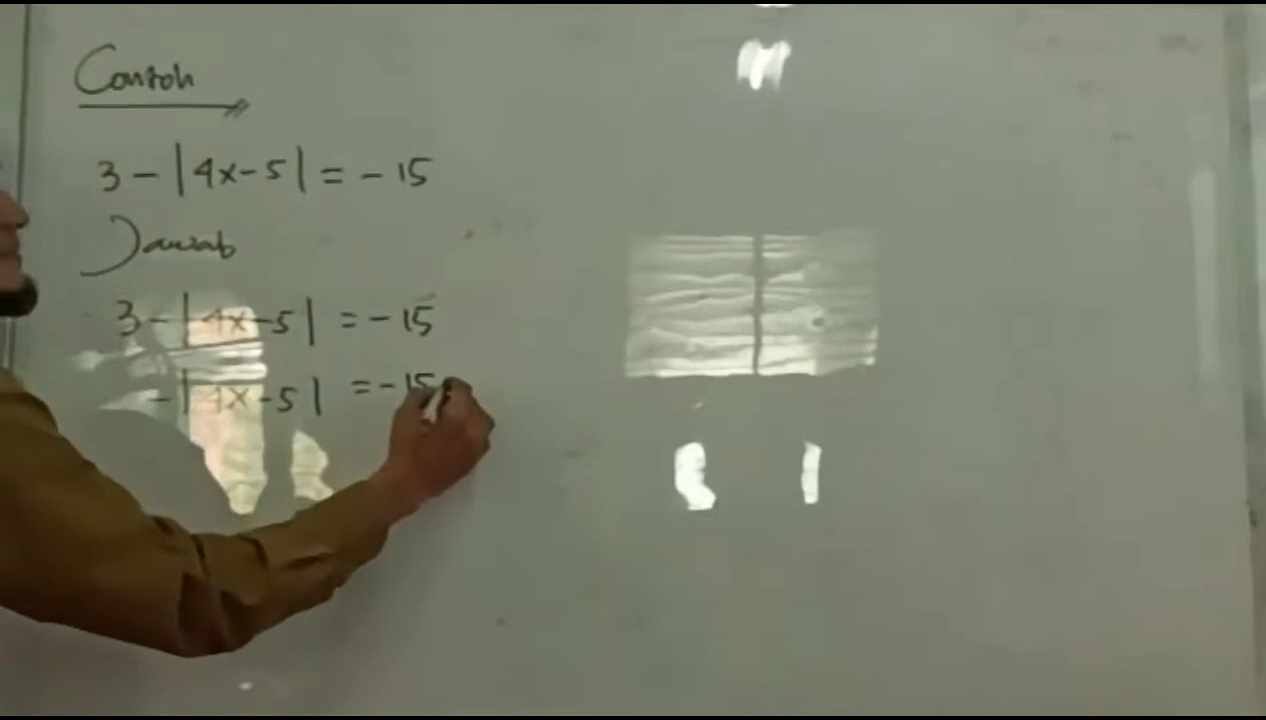 Contoh
3 - |4x - 5| = - 15
Jawab
3 - |4x - 5| = - 15
- |4x - 5| = - 15